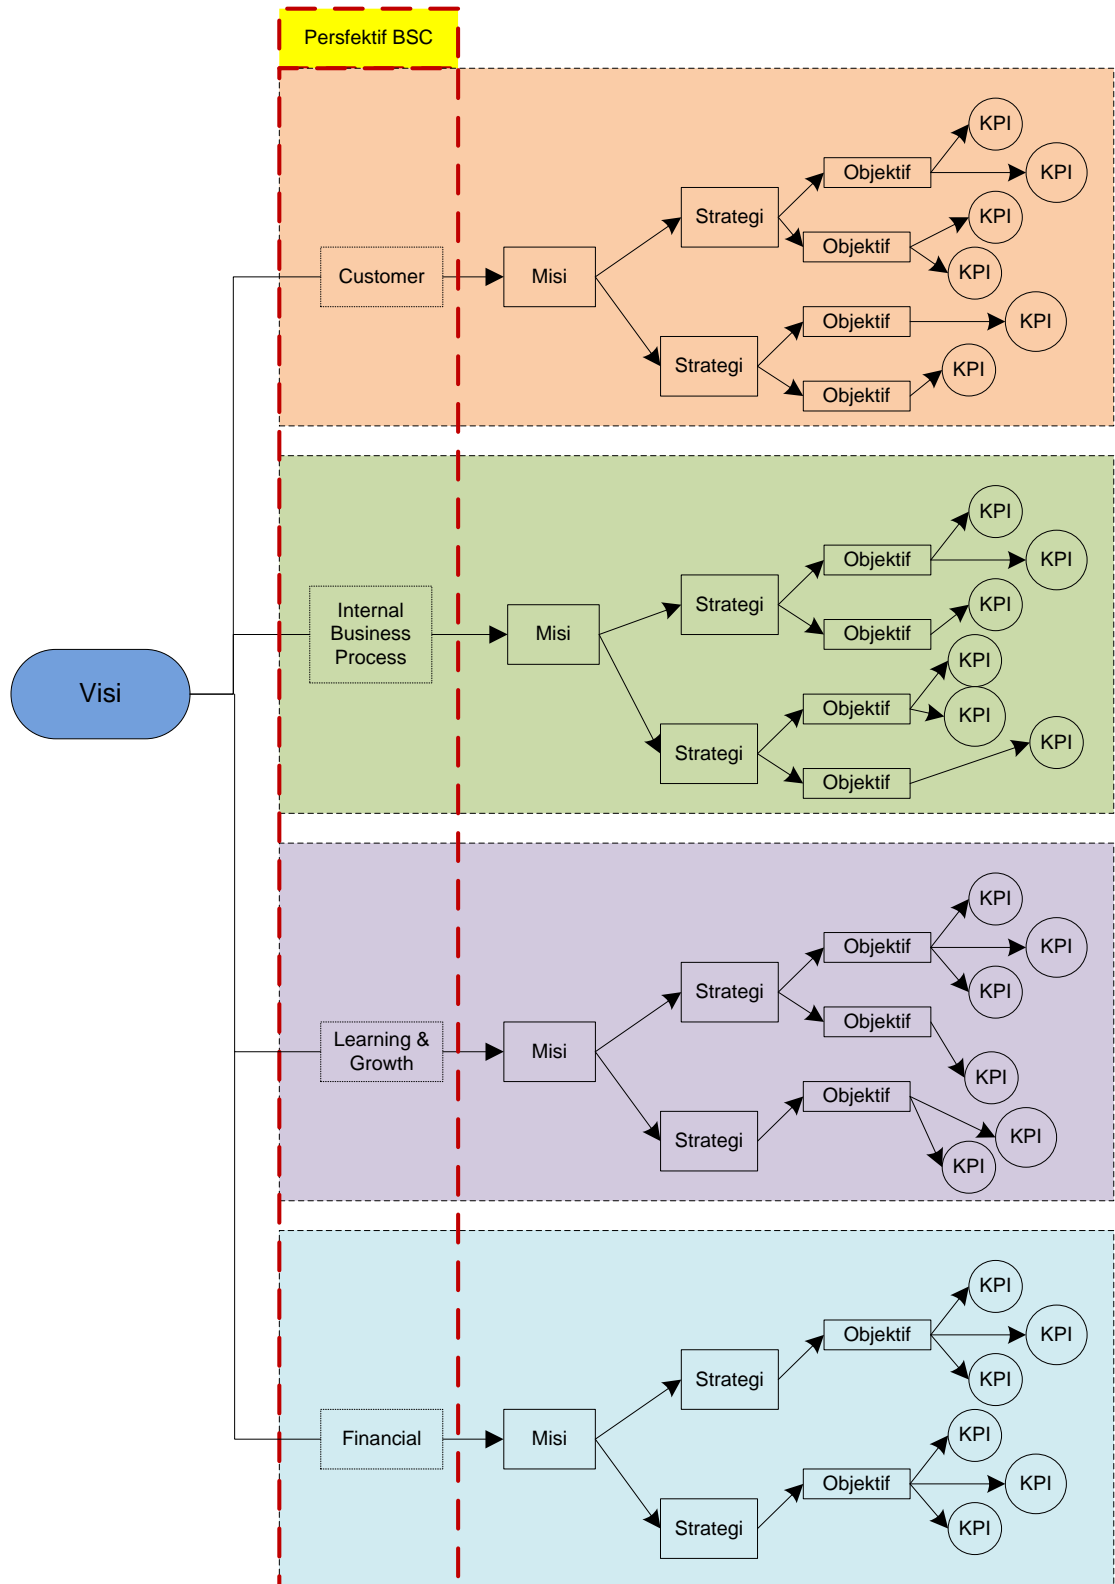 Persfektif BSC
KPI
Objektif
KPI
Strategi
KPI
Objektif
KPI
Customer
Misi
Objektif
KPI
Strategi
KPI
Objektif
KPI
Objektif
KPI
Strategi
KPI
Internal
Business
Process
Misi
Objektif
KPI
Visi
Objektif
KPI
Strategi
KPI
Objektif
KPI
Objektif
KPI
Strategi
KPI
Objektif
Learning &
Growth
Misi
KPI
Objektif
Strategi
KPI
KPI
KPI
Objektif
KPI
Strategi
KPI
Financial
Misi
KPI
Objektif
KPI
Strategi
KPI